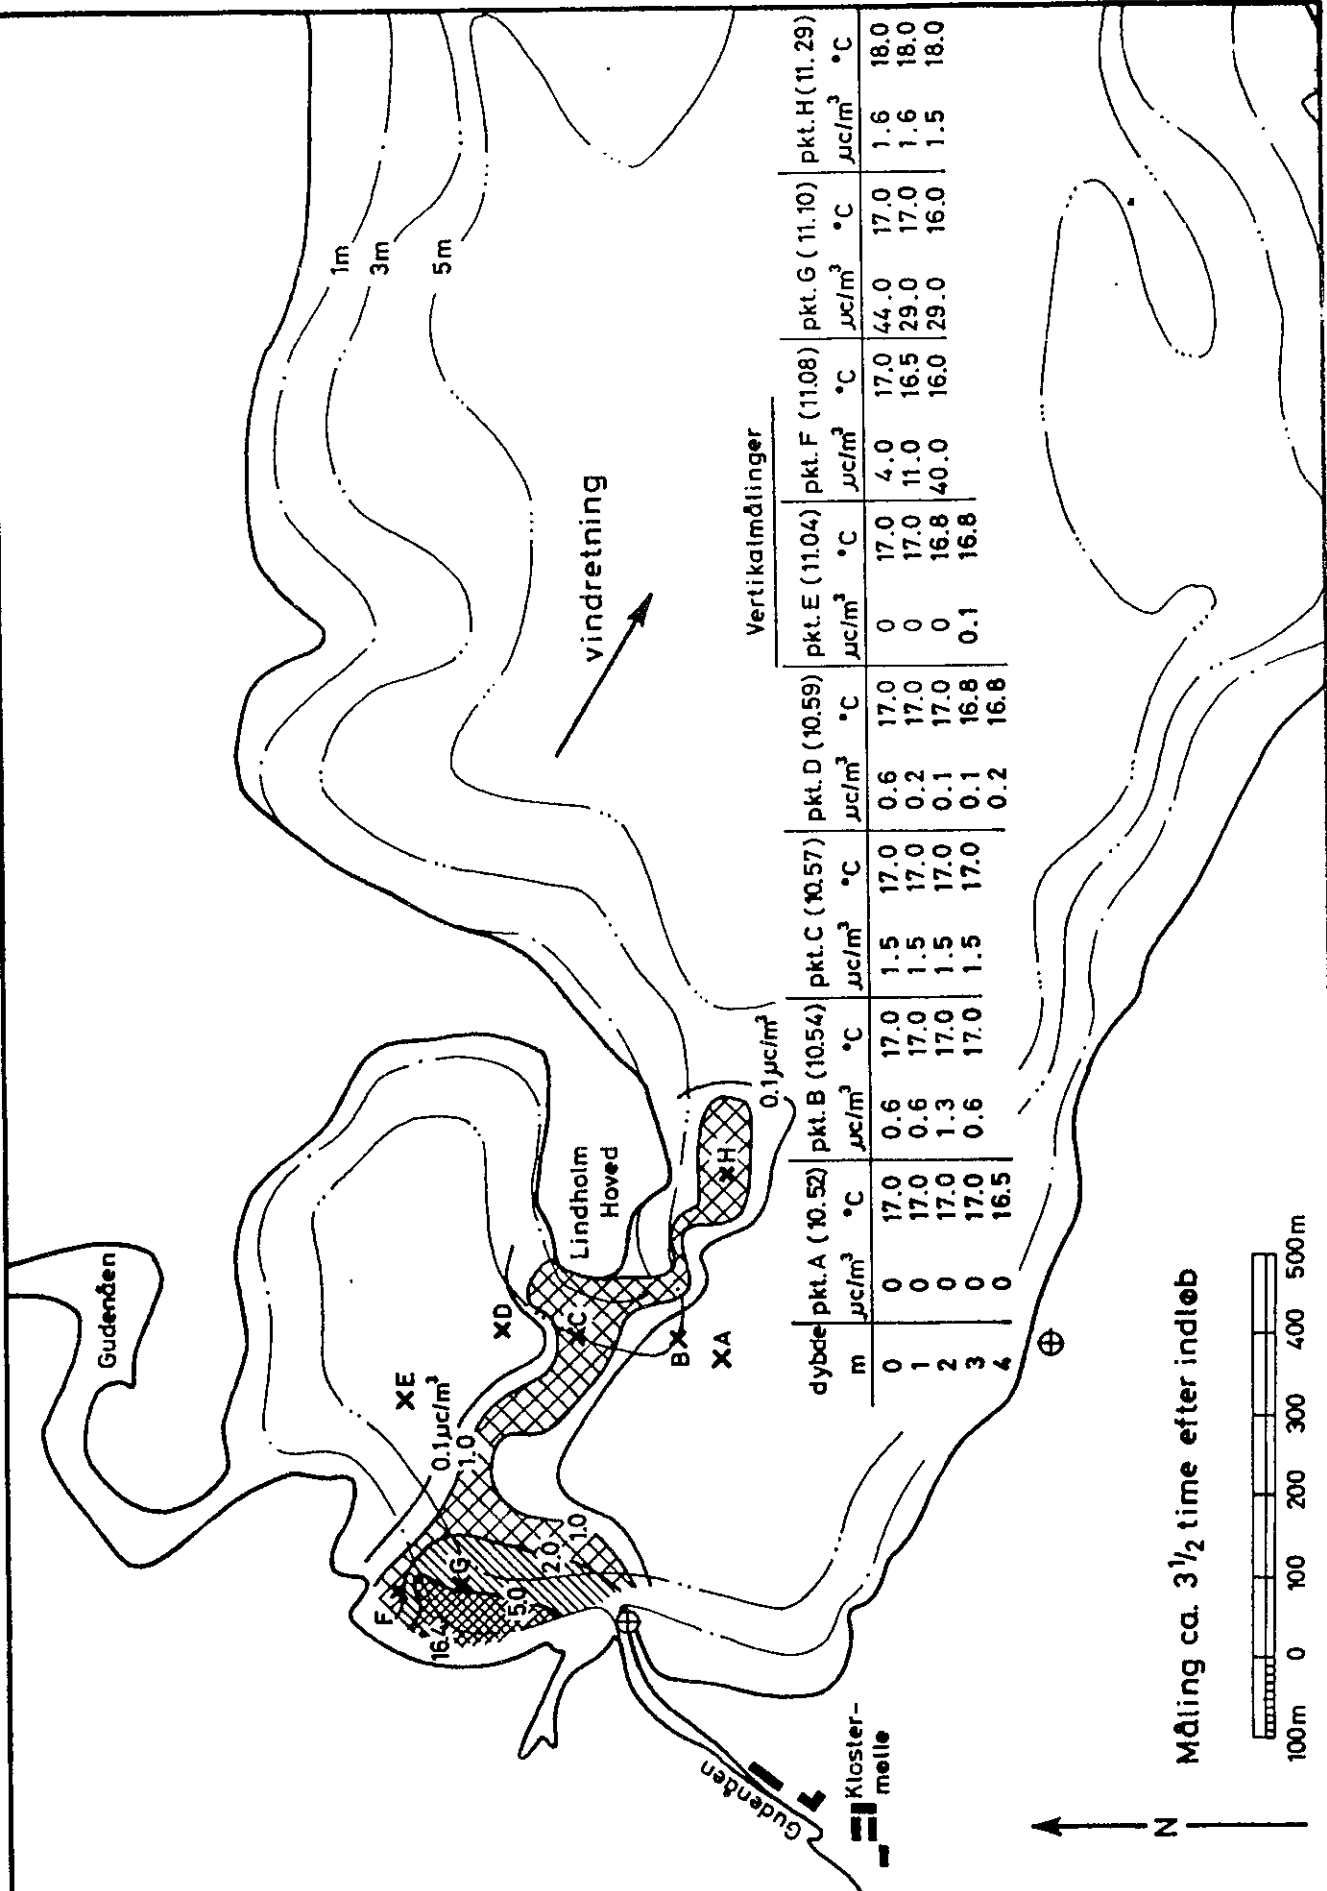 Gudenåen
1m
3m
5m
vindretning
Lindholm
Hoved
D
E
C
B
A
H
F
G
0.1µc/m³
1.0
16.4
5.0
2.0
1.0
0.1µc/m³
Gudenåen
Kloster-
mølle
Vertikalmålinger
dybde pkt. A (10.52) pkt. B (10.54) pkt. C (10.57) pkt. D (10.59) pkt. E (11.04) pkt. F (11.08) pkt. G (11.10) pkt. H (11.29)
m µc/m³ °C µc/m³ °C µc/m³ °C µc/m³ °C µc/m³ °C µc/m³ °C µc/m³ °C µc/m³ °C
0 0 17.0 0.6 17.0 1.5 17.0 0.6 17.0 0 17.0 4.0 17.0 44.0 17.0 1.6 18.0
1 0 17.0 0.6 17.0 1.5 17.0 0.2 17.0 0 17.0 11.0 16.5 29.0 17.0 1.6 18.0
2 0 17.0 1.3 17.0 1.5 17.0 0.1 17.0 0 16.8 40.0 16.0 29.0 16.0 1.5 18.0
3 0 17.0 0.6 17.0 1.5 17.0 0.1 16.8 0.1 16.8
4 0 16.5 0.2 16.8
Måling ca. 3 1/2 time efter indløb
100m 0 100 200 300 400 500m
N